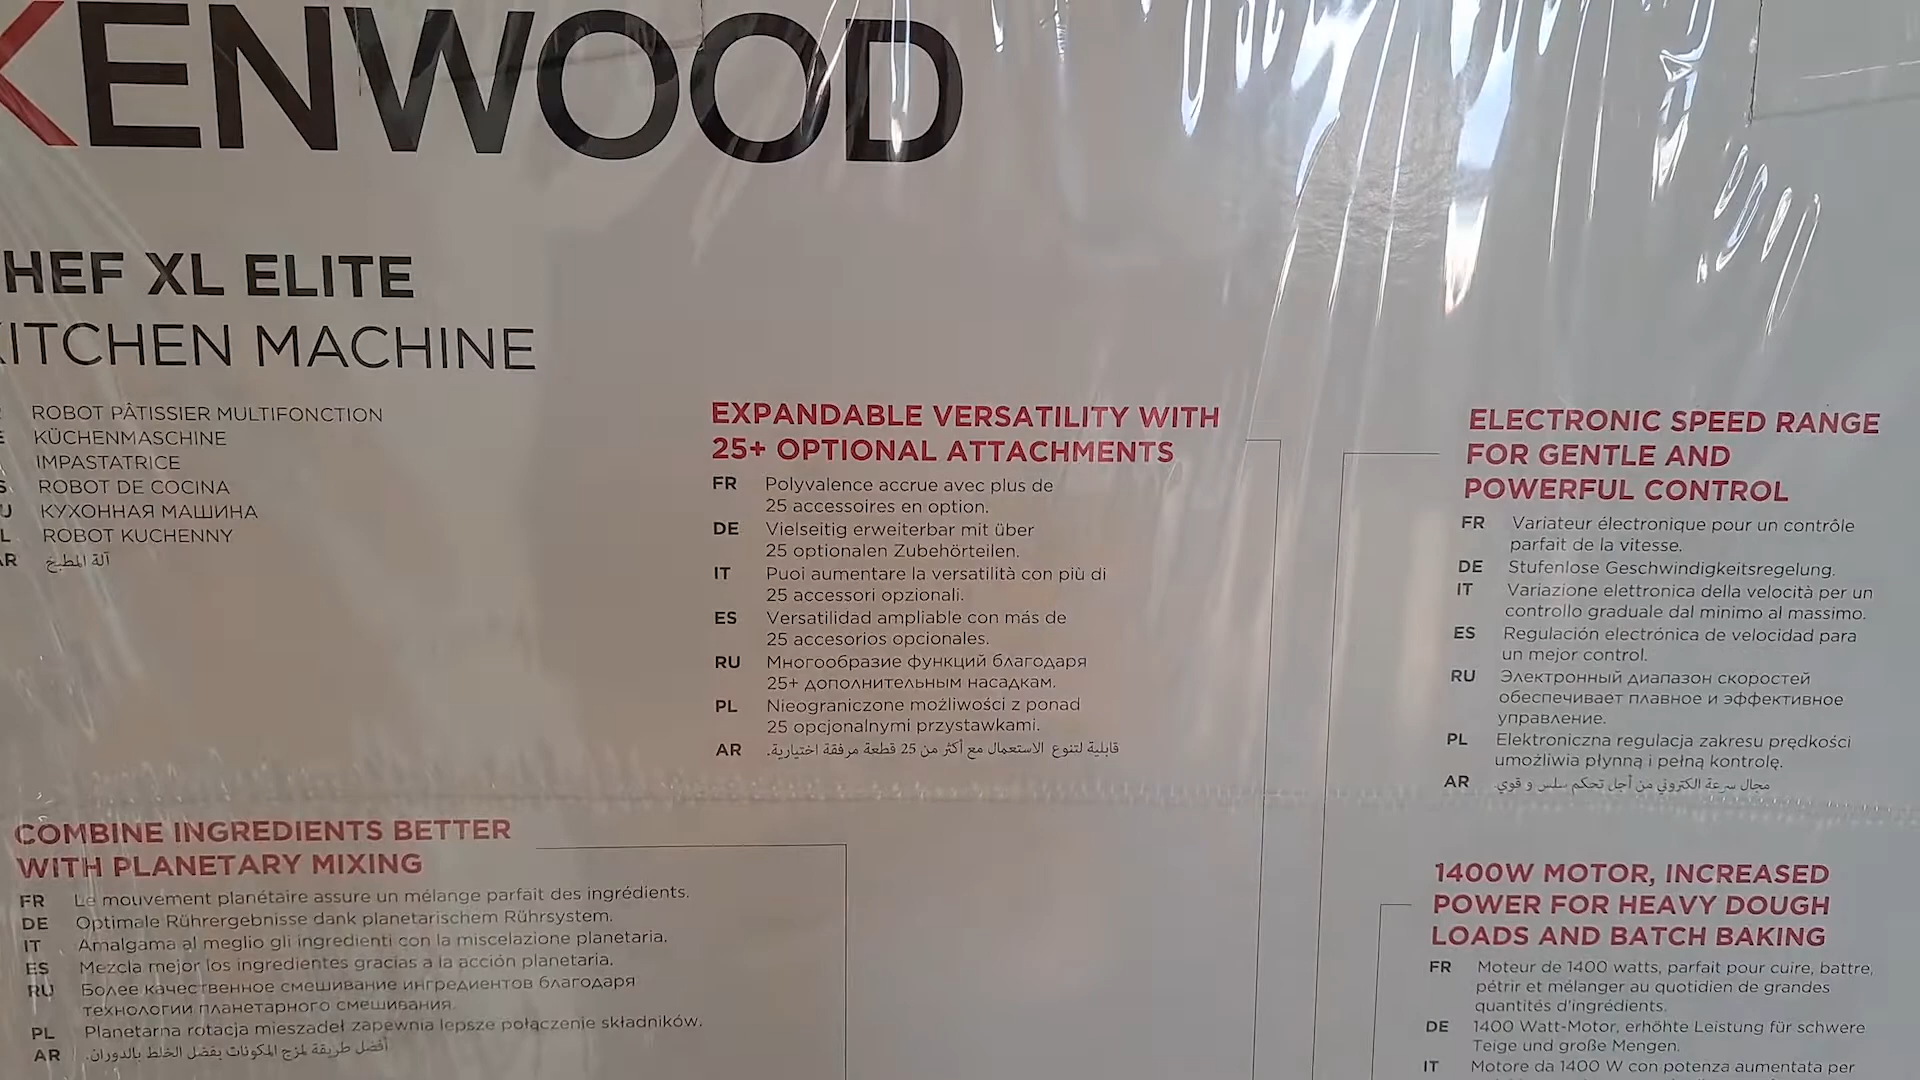 KENWOOD
HEF XL ELITE
KITCHEN MACHINE
ROBOT PÂTISSIER MULTIFONCTION
E KÜCHENMASCHINE
IMPASTATRICE
S ROBOT DE COCINA
U КУХОННАЯ МАШИНА
L ROBOT KUCHENNY
AR آلة المطبخ
EXPANDABLE VERSATILITY WITH
25+ OPTIONAL ATTACHMENTS
FR Polyvalence accrue avec plus de
25 accessoires en option.
DE Vielseitig erweiterbar mit über
25 optionalen Zubehörteilen.
IT Puoi aumentare la versatilità con più di
25 accessori opzionali.
ES Versatilidad ampliable con más de
25 accesorios opcionales.
RU Многообразие функций благодаря
25+ дополнительным насадкам.
PL Nieograniczone możliwości z ponad
25 opcjonalnymi przystawkami.
AR قابلية لتنوع الاستعمال مع أكثر من 25 قطعة مرفقة اختيارية.
ELECTRONIC SPEED RANGE
FOR GENTLE AND
POWERFUL CONTROL
FR Variateur électronique pour un contrôle
parfait de la vitesse.
DE Stufenlose Geschwindigkeitsregelung.
IT Variazione elettronica della velocità per un
controllo graduale dal minimo al massimo.
ES Regulación electrónica de velocidad para
un mejor control.
RU Электронный диапазон скоростей
обеспечивает плавное и эффективное
управление.
PL Elektroniczna regulacja zakresu prędkości
umożliwia płynną i pełną kontrolę.
AR مجال سرعة الكتروني من أجل تحكم سلس و قوي
COMBINE INGREDIENTS BETTER
WITH PLANETARY MIXING
FR Le mouvement planétaire assure un mélange parfait des ingrédients.
DE Optimale Rührergebnisse dank planetarischem Rührsystem.
IT Amalgama al meglio gli ingredienti con la miscelazione planetaria.
ES Mezcla mejor los ingredientes gracias a la acción planetaria.
RU Более качественное смешивание ингредиентов благодаря
технологии планетарного смешивания.
PL Planetarna rotacja mieszadeł zapewnia lepsze połączenie składników.
AR أفضل طريقة لمزج المكونات بفضل الخلط بالدوران.
1400W MOTOR, INCREASED
POWER FOR HEAVY DOUGH
LOADS AND BATCH BAKING
FR Moteur de 1400 watts, parfait pour cuire, battre,
pétrir et mélanger au quotidien de grandes
quantités d'ingrédients.
DE 1400 Watt-Motor, erhöhte Leistung für schwere
Teige und große Mengen.
IT Motore da 1400 W con potenza aumentata per